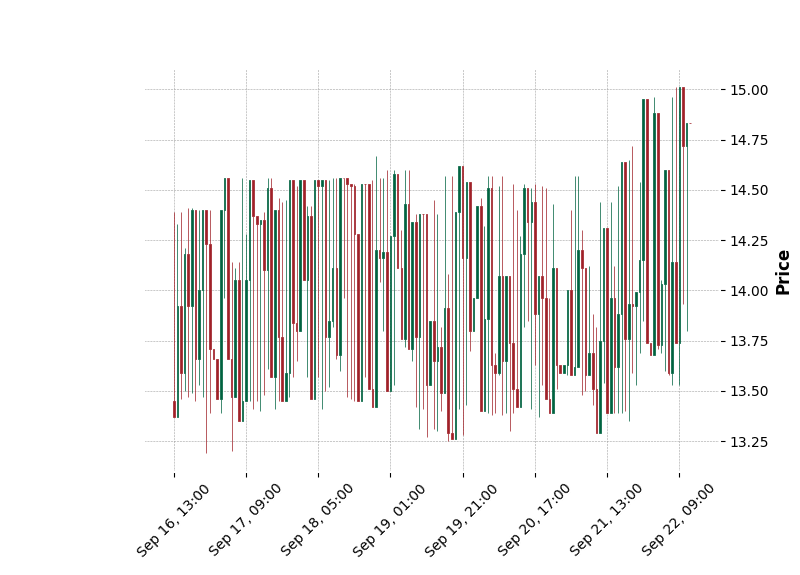 15.00
14.75
14.50
14.25
14.00
13.75
13.50
13.25
Price
Sep 16, 13:00
Sep 17, 09:00
Sep 18, 05:00
Sep 19, 01:00
Sep 19, 21:00
Sep 20, 17:00
Sep 21, 13:00
Sep 22, 09:00